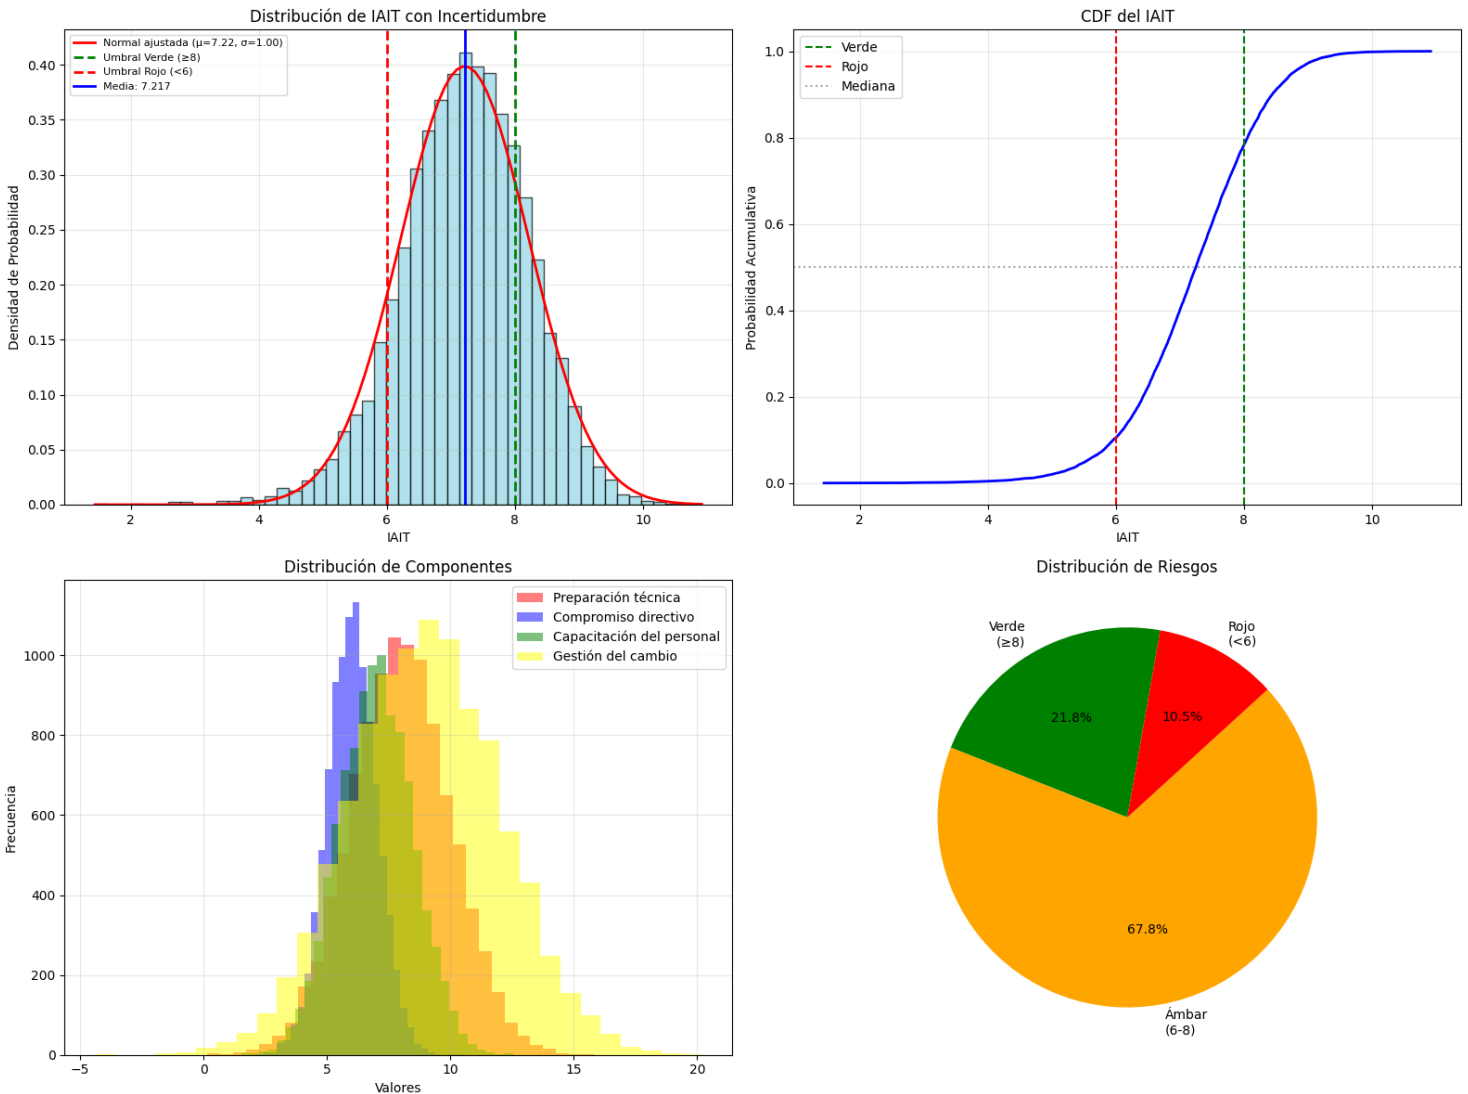 Distribución de IAIT con Incertidumbre
Normal ajustada (μ=7.22, σ=1.00)
Umbral Verde (≥8)
Umbral Rojo (<6)
Media: 7.217
Densidad de Probabilidad
0.40
0.35
0.30
0.25
0.20
0.15
0.10
0.05
0.00
2
4
6
8
10
IAIT
CDF del IAIT
Verde
Rojo
Mediana
Probabilidad Acumulativa
1.0
0.8
0.6
0.4
0.2
0.0
2
4
6
8
10
IAIT
Distribución de Componentes
Preparación técnica
Compromiso directivo
Capacitación del personal
Gestión del cambio
Frecuencia
1000
800
600
400
200
0
−5
0
5
10
15
20
Valores
Distribución de Riesgos
Verde
(≥8)
Rojo
(<6)
21.8%
10.5%
67.8%
Ámbar
(6-8)